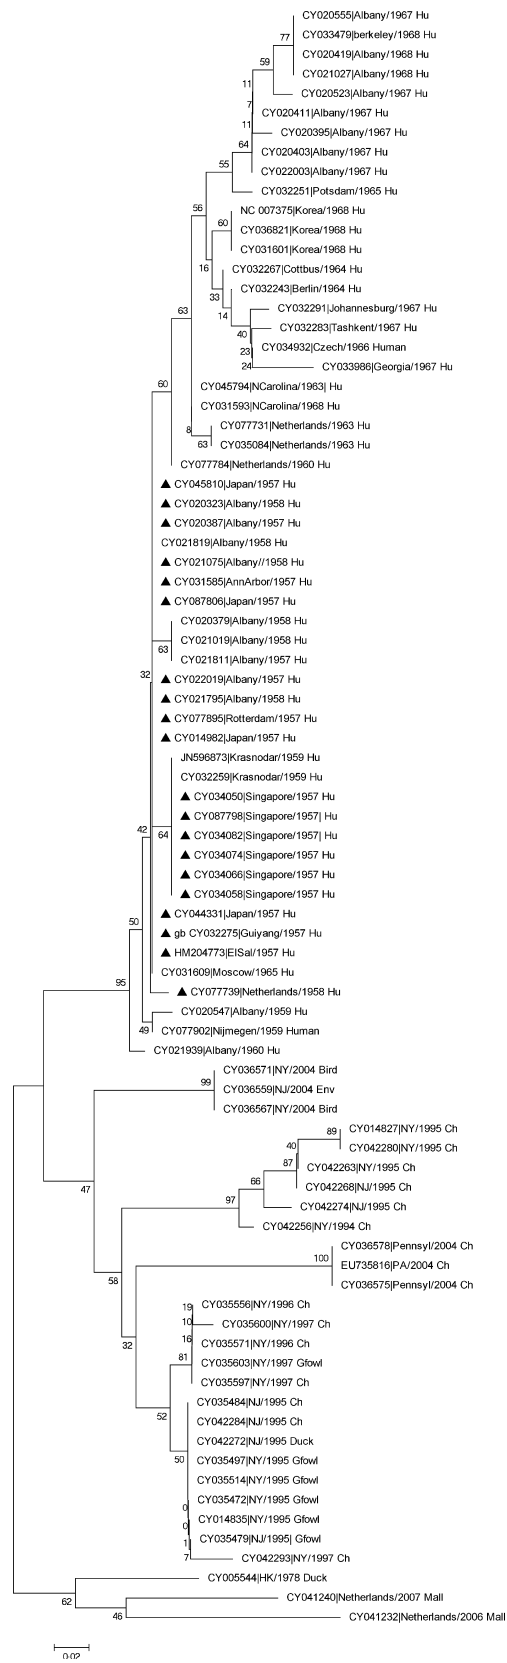 CY020555|Albany/1967 Hu
77
CY033479|berkeley/1968 Hu
CY020419|Albany/1968 Hu
59
CY021027|Albany/1968 Hu
11
CY020523|Albany/1967 Hu
7
CY020411|Albany/1967 Hu
11
CY020395|Albany/1967 Hu
64
CY020403|Albany/1967 Hu
55
CY022003|Albany/1967 Hu
CY032251|Potsdam/1965 Hu
56
NC 007375|Korea/1968 Hu
60
CY036821|Korea/1968 Hu
CY031601|Korea/1968 Hu
16
CY032267|Cottbus/1964 Hu
33
CY032243|Berlin/1964 Hu
63
14
CY032291|Johannesburg/1967 Hu
40
CY032283|Tashkent/1967 Hu
23
CY034932|Czech/1966 Human
24
CY033986|Georgia/1967 Hu
60
CY045794|NCarolina/1963| Hu
CY031593|NCarolina/1968 Hu
8
CY077731|Netherlands/1963 Hu
63
CY035084|Netherlands/1963 Hu
CY077784|Netherlands/1960 Hu
CY045810|Japan/1957 Hu
CY020323|Albany/1958 Hu
CY020387|Albany/1957 Hu
CY021819|Albany/1958 Hu
CY021075|Albany//1958 Hu
CY031585|AnnArbor/1957 Hu
CY087806|Japan/1957 Hu
CY020379|Albany/1958 Hu
CY021019|Albany/1958 Hu
63
CY021811|Albany/1957 Hu
32
CY022019|Albany/1957 Hu
CY021795|Albany/1958 Hu
CY077895|Rotterdam/1957 Hu
CY014982|Japan/1957 Hu
JN596873|Krasnodar/1959 Hu
CY032259|Krasnodar/1959 Hu
CY034050|Singapore/1957 Hu
CY087798|Singapore/1957| Hu
42
64
CY034082|Singapore/1957| Hu
CY034074|Singapore/1957 Hu
CY034066|Singapore/1957 Hu
CY034058|Singapore/1957 Hu
CY044331|Japan/1957 Hu
50
gb CY032275|Guiyang/1957 Hu
HM204773|ElSal/1957 Hu
CY031609|Moscow/1965 Hu
95
CY077739|Netherlands/1958 Hu
CY020547|Albany/1959 Hu
49
CY077902|Nijmegen/1959 Human
CY021939|Albany/1960 Hu
CY036571|NY/2004 Bird
99
CY036559|NJ/2004 Env
CY036567|NY/2004 Bird
CY014827|NY/1995 Ch
89
CY042280|NY/1995 Ch
40
CY042263|NY/1995 Ch
87
CY042268|NJ/1995 Ch
47
66
CY042274|NJ/1995 Ch
97
CY042256|NY/1994 Ch
CY036578|Pennsyl/2004 Ch
100
EU735816|PA/2004 Ch
58
CY036575|Pennsyl/2004 Ch
19
CY035556|NY/1996 Ch
10
CY035600|NY/1997 Ch
32
16
CY035571|NY/1996 Ch
81
CY035603|NY/1997 Gfowl
CY035597|NY/1997 Ch
CY035484|NJ/1995 Ch
52
CY042284|NJ/1995 Ch
CY042272|NJ/1995 Duck
50
CY035497|NY/1995 Gfowl
CY035514|NY/1995 Gfowl
CY035472|NY/1995 Gfowl
0
CY014835|NY/1995 Gfowl
0
CY035479|NJ/1995| Gfowl
1
7
CY042293|NY/1997 Ch
CY005544|HK/1978 Duck
62
CY041240|Netherlands/2007 Mall
46
CY041232|Netherlands/2006 Mall
0.02